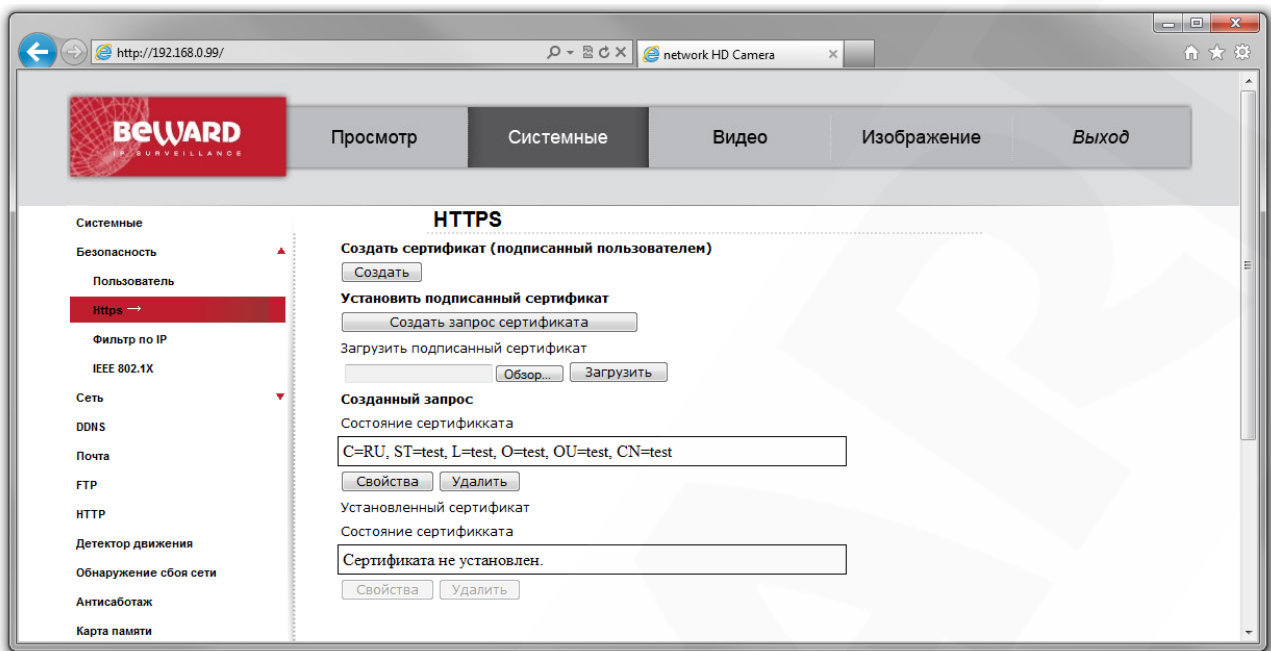 http://192.168.0.99/
network HD Camera
BEWARD
IP SURVEILLANCE
Просмотр
Системные
Видео
Изображение
Выход
Системные
Безопасность
Пользователь
Https →
Фильтр по IP
IEEE 802.1X
Сеть
DDNS
Почта
FTP
HTTP
Детектор движения
Обнаружение сбоя сети
Антисаботаж
Карта памяти
HTTPS
Создать сертификат (подписанный пользователем)
Создать
Установить подписанный сертификат
Создать запрос сертификата
Загрузить подписанный сертификат
Обзор... Загрузить
Созданный запрос
Состояние сертификката
C=RU, ST=test, L=test, O=test, OU=test, CN=test
Свойства Удалить
Установленный сертификат
Состояние сертификката
Сертификата не установлен.
Свойства Удалить